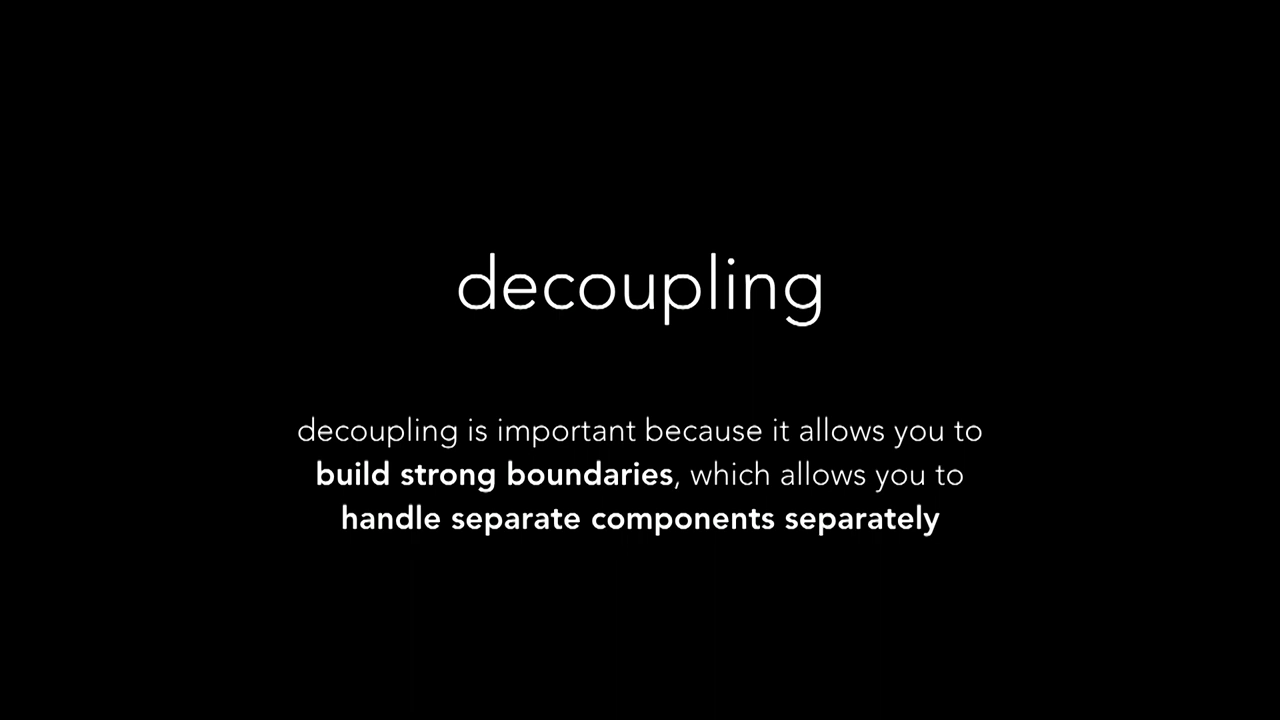 decoupling
decoupling is important because it allows you to
build strong boundaries, which allows you to
handle separate components separately